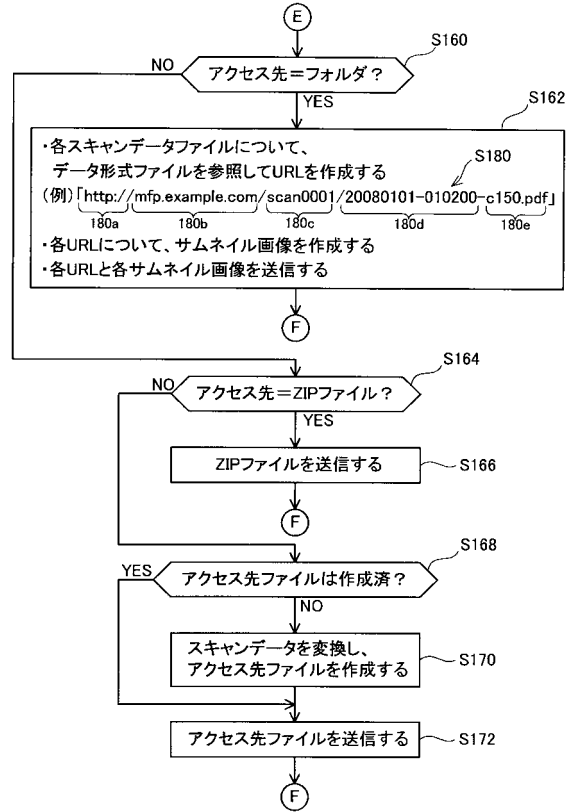 E
S160
NO
アクセス先=フォルダ?
YES
S162
・各スキャンデータファイルについて、
データ形式ファイルを参照してURLを作成する
S180
(例)「http://mfp.example.com/scan0001/20080101-010200-c150.pdf」
180a 180b 180c 180d 180e
・各URLについて、サムネイル画像を作成する
・各URLと各サムネイル画像を送信する
F
S164
NO
アクセス先=ZIPファイル?
YES
ZIPファイルを送信する
S166
F
S168
YES
アクセス先ファイルは作成済?
NO
スキャンデータを変換し、
アクセス先ファイルを作成する
S170
アクセス先ファイルを送信する
S172
F